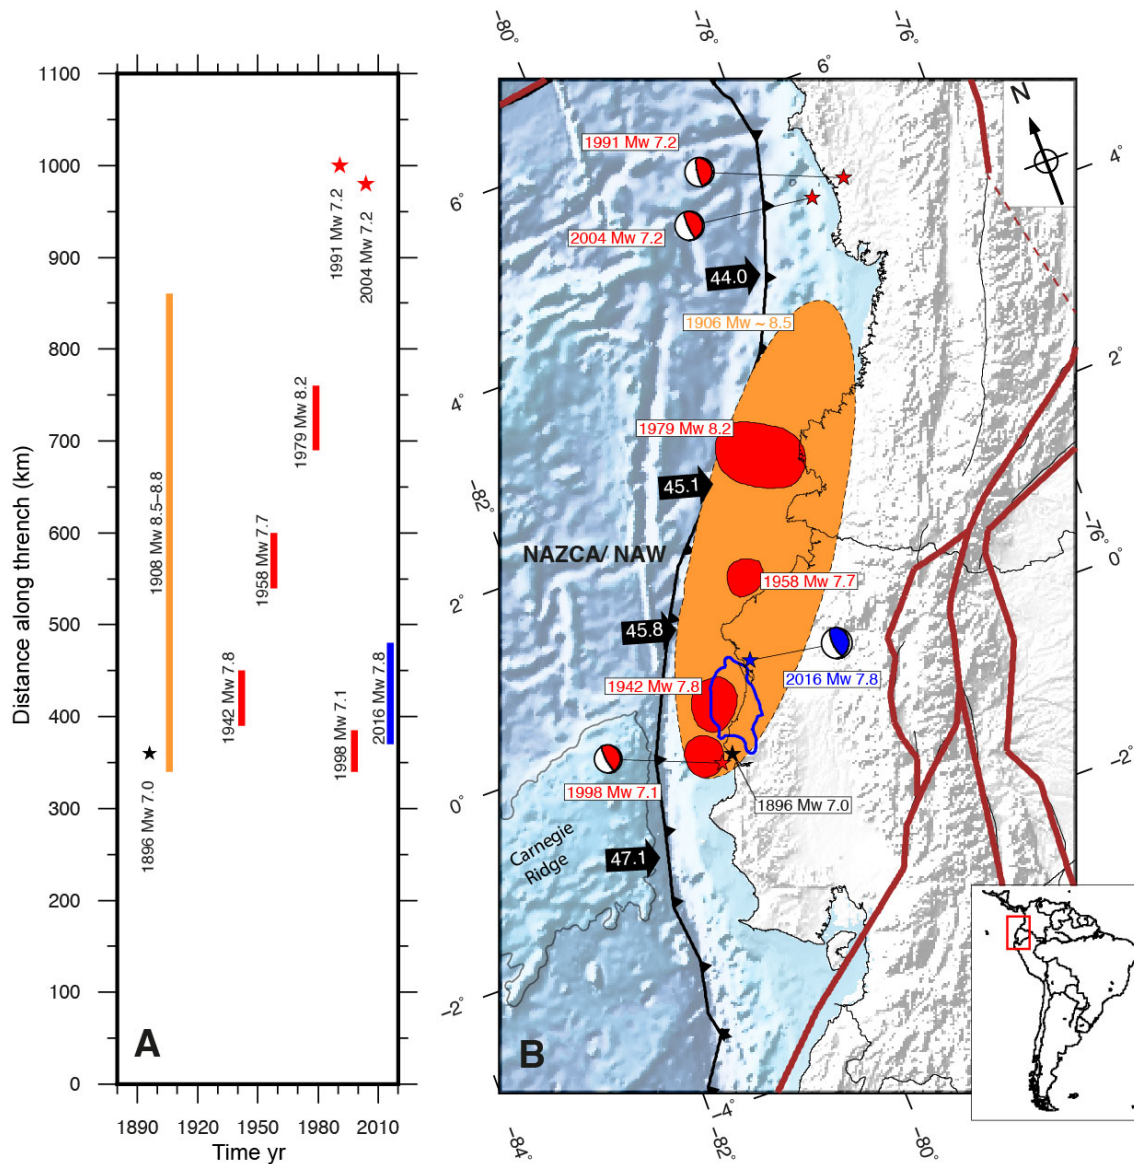 1100
1000
900
800
700
600
500
400
300
200
100
0
Distance along thrench (km)
1890
1920
1950
1980
2010
Time yr
1896 Mw 7.0
1908 Mw 8.5–8.8
1942 Mw 7.8
1958 Mw 7.7
1979 Mw 8.2
1991 Mw 7.2
2004 Mw 7.2
1998 Mw 7.1
2016 Mw 7.8
A
-80°
-78°
-76°
6°
4°
2°
0°
-76°
-2°
6°
4°
-82°
2°
0°
-2°
-84°
-82°
-4°
-80°
N
1991 Mw 7.2
2004 Mw 7.2
44.0
1906 Mw ~ 8.5
1979 Mw 8.2
45.1
NAZCA/ NAW
1958 Mw 7.7
45.8
2016 Mw 7.8
1942 Mw 7.8
1998 Mw 7.1
1896 Mw 7.0
Carnegie
Ridge
47.1
B